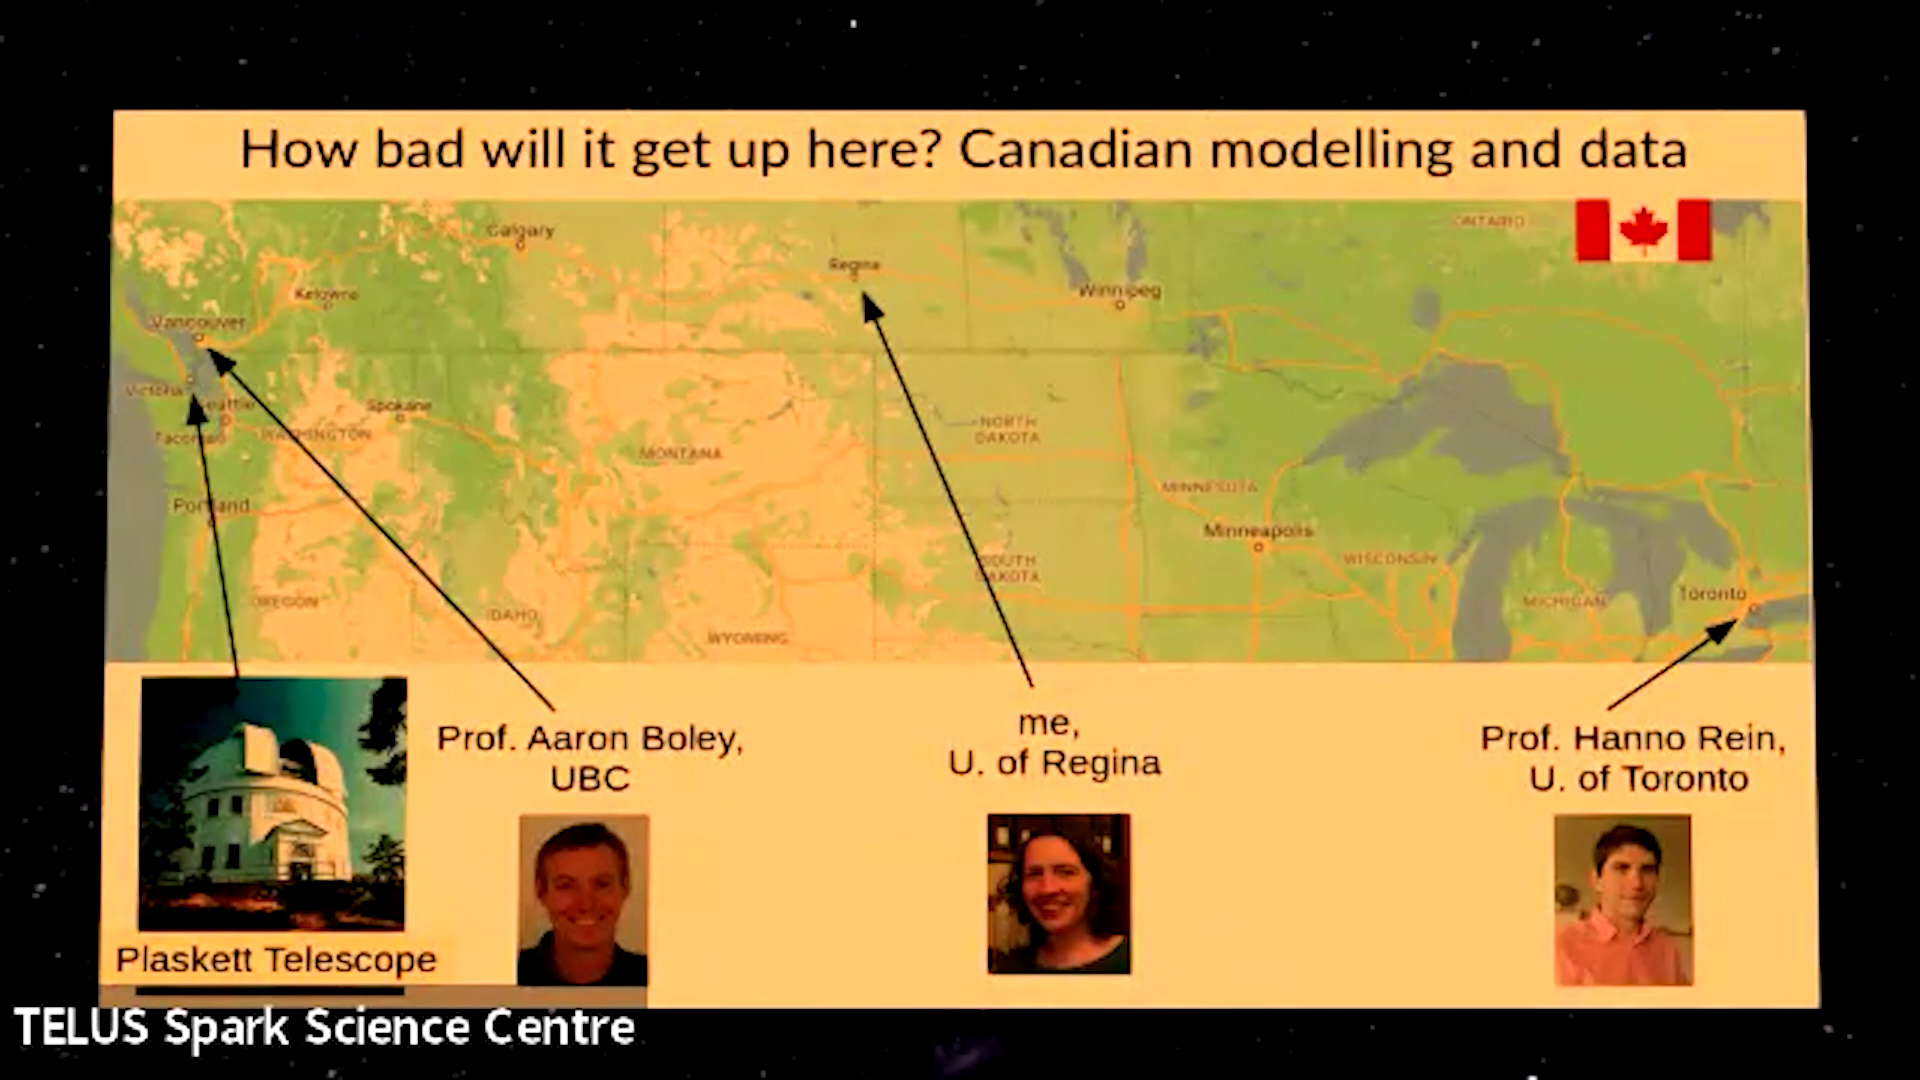 How bad will it get up here? Canadian modelling and data
ONTARIO
Calgary
Regina
Winnipeg
Kelowna
Vancouver
Victoria
Seattle
Spokane
Tacoma
WASHINGTON
NORTH
DAKOTA
MONTANA
MINNESOTA
Portland
Minneapolis
WISCONSIN
SOUTH
DAKOTA
OREGON
IDAHO
MICHIGAN
Toronto
WYOMING
Prof. Aaron Boley,
UBC
me,
U. of Regina
Prof. Hanno Rein,
U. of Toronto
Plaskett Telescope
TELUS Spark Science Centre